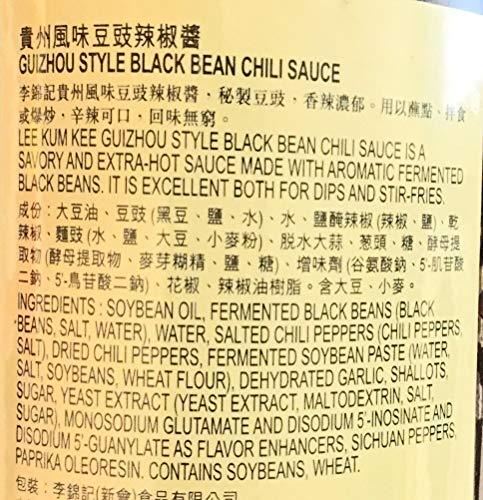 貴州風味豆豉辣椒醬
GUIZHOU STYLE BLACK BEAN CHILI SAUCE
李錦記貴州風味豆豉辣椒醬，秘製豆豉，香辣濃郁。用以蘸點、拌食
或爆炒，辛辣可口，回味無窮。
LEE KUM KEE GUIZHOU STYLE BLACK BEAN CHILI SAUCE IS A
SAVORY AND EXTRA-HOT SAUCE MADE WITH AROMATIC FERMENTED
BLACK BEANS. IT IS EXCELLENT BOTH FOR DIPS AND STIR-FRIES.
成份：大豆油、豆豉 (黑豆、鹽、水)、水、鹽醃辣椒 (辣椒、鹽)、乾
辣椒、麵豉 (水、鹽、大豆、小麥粉)、脫水大蒜、葱頭、糖、酵母提
取物 (酵母提取物、麥芽糊精、鹽、糖)、增味劑 (谷氨酸鈉、5'-肌苷酸
二鈉、5'-鳥苷酸二鈉)、花椒、辣椒油樹脂。含大豆、小麥。
INGREDIENTS : SOYBEAN OIL, FERMENTED BLACK BEANS (BLACK
BEANS, SALT, WATER), WATER, SALTED CHILI PEPPERS (CHILI PEPPERS,
SALT), DRIED CHILI PEPPERS, FERMENTED SOYBEAN PASTE (WATER,
SALT, SOYBEANS, WHEAT FLOUR), DEHYDRATED GARLIC, SHALLOTS,
SUGAR, YEAST EXTRACT (YEAST EXTRACT, MALTODEXTRIN, SALT,
SUGAR), MONOSODIUM GLUTAMATE AND DISODIUM 5'-INOSINATE AND
DISODIUM 5'-GUANYLATE AS FLAVOR ENHANCERS, SICHUAN PEPPERS,
PAPRIKA OLEORESIN. CONTAINS SOYBEANS, WHEAT.
包裝：李錦記(新會)食品有限公司